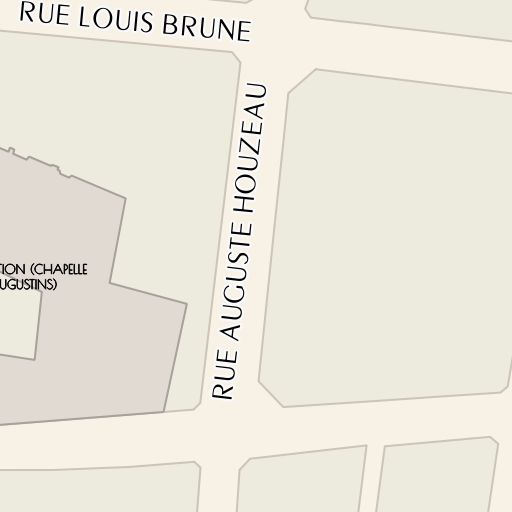 RUE LOUIS BRUNE
RUE AUGUSTE HOUZEAU
TION (CHAPELLE
UGUSTINS)